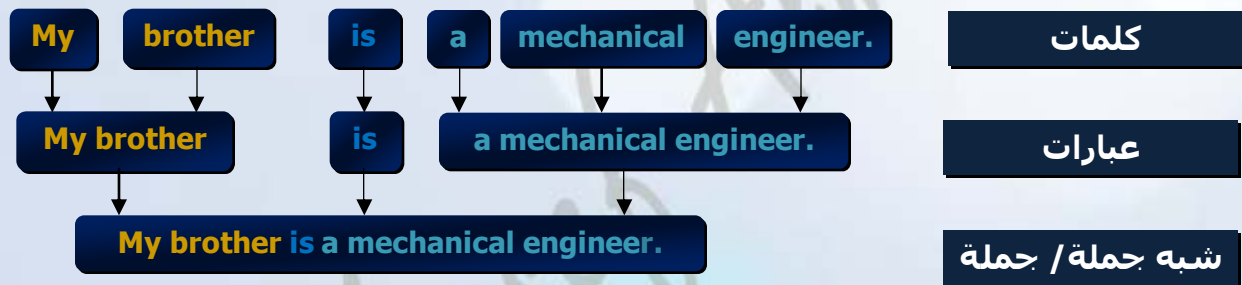 My brother is a mechanical engineer. كلمات
My brother is a mechanical engineer. عبارات
My brother is a mechanical engineer. شبه جملة/ جملة